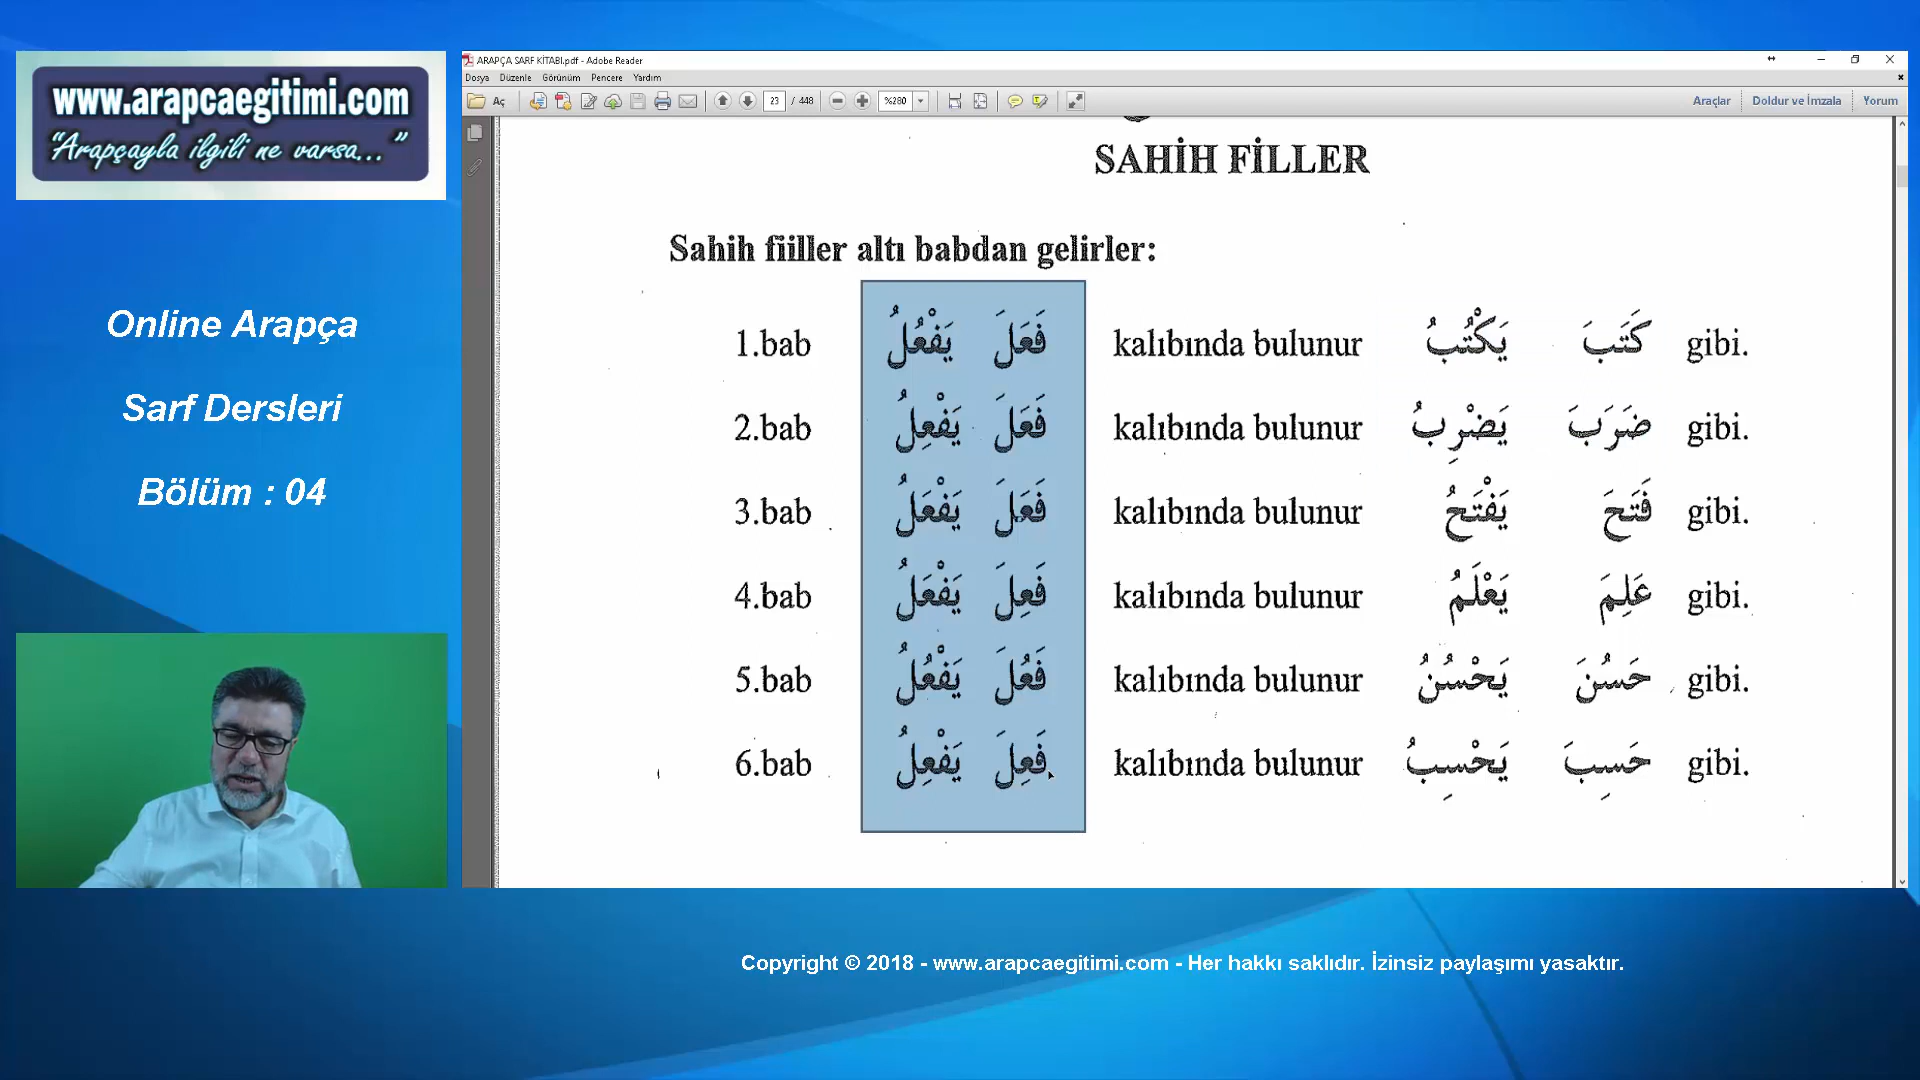 www.arapcaegitimi.com
“Arapçayla ilgili ne varsa...”
Online Arapça
Sarf Dersleri
Bölüm : 04
ARAPÇA SARF KİTABI.pdf - Adobe Reader
Dosya Düzenle Görünüm Pencere Yardım
Aç 23 / 448 %280 Araçlar Doldur ve İmzala Yorum
SAHİH FİLLER
Sahih fiiller altı babdan gelirler:
1.bab فَعَلَ يَفْعُلُ kalıbında bulunur كَتَبَ يَكْتُبُ gibi.
2.bab فَعَلَ يَفْعِلُ kalıbında bulunur ضَرَبَ يَضْرِبُ gibi.
3.bab فَعَلَ يَفْعَلُ kalıbında bulunur فَتَحَ يَفْتَحُ gibi.
4.bab فَعِلَ يَفْعَلُ kalıbında bulunur عَلِمَ يَعْلَمُ gibi.
5.bab فَعُلَ يَفْعُلُ kalıbında bulunur حَسُنَ يَحْسُنُ gibi.
6.bab فَعِلَ يَفْعِلُ kalıbında bulunur حَسِبَ يَحْسِبُ gibi.
Copyright © 2018 - www.arapcaegitimi.com - Her hakkı saklıdır. İzinsiz paylaşımı yasaktır.